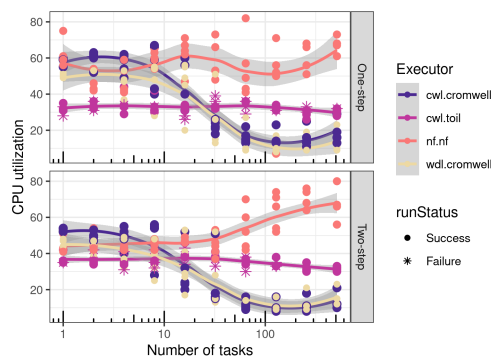 80
60
40
20
One-step
80
60
40
20
Two-step
1
10
100
CPU utilization
Number of tasks
Executor
cwl.cromwell
cwl.toil
nf.nf
wdl.cromwell
runStatus
Success
Failure